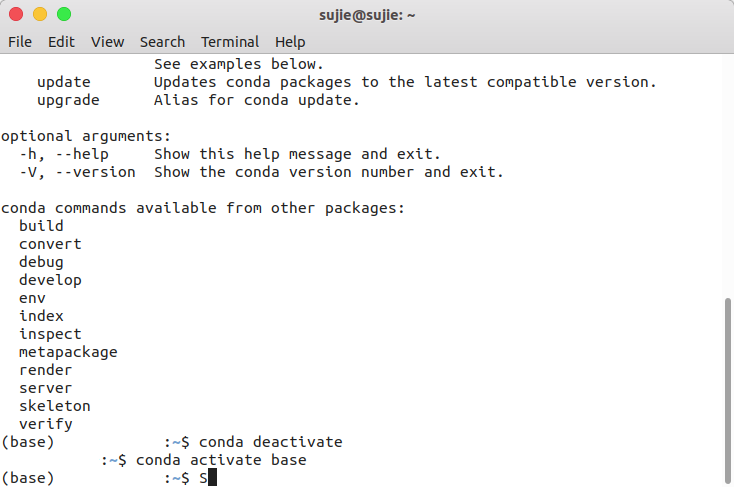 sujie@sujie: ~
File Edit View Search Terminal Help
See examples below.
update Updates conda packages to the latest compatible version.
upgrade Alias for conda update.
optional arguments:
-h, --help Show this help message and exit.
-V, --version Show the conda version number and exit.
conda commands available from other packages:
build
convert
debug
develop
env
index
inspect
metapackage
render
server
skeleton
verify
(base) :~$ conda deactivate
:~$ conda activate base
(base) :~$ S